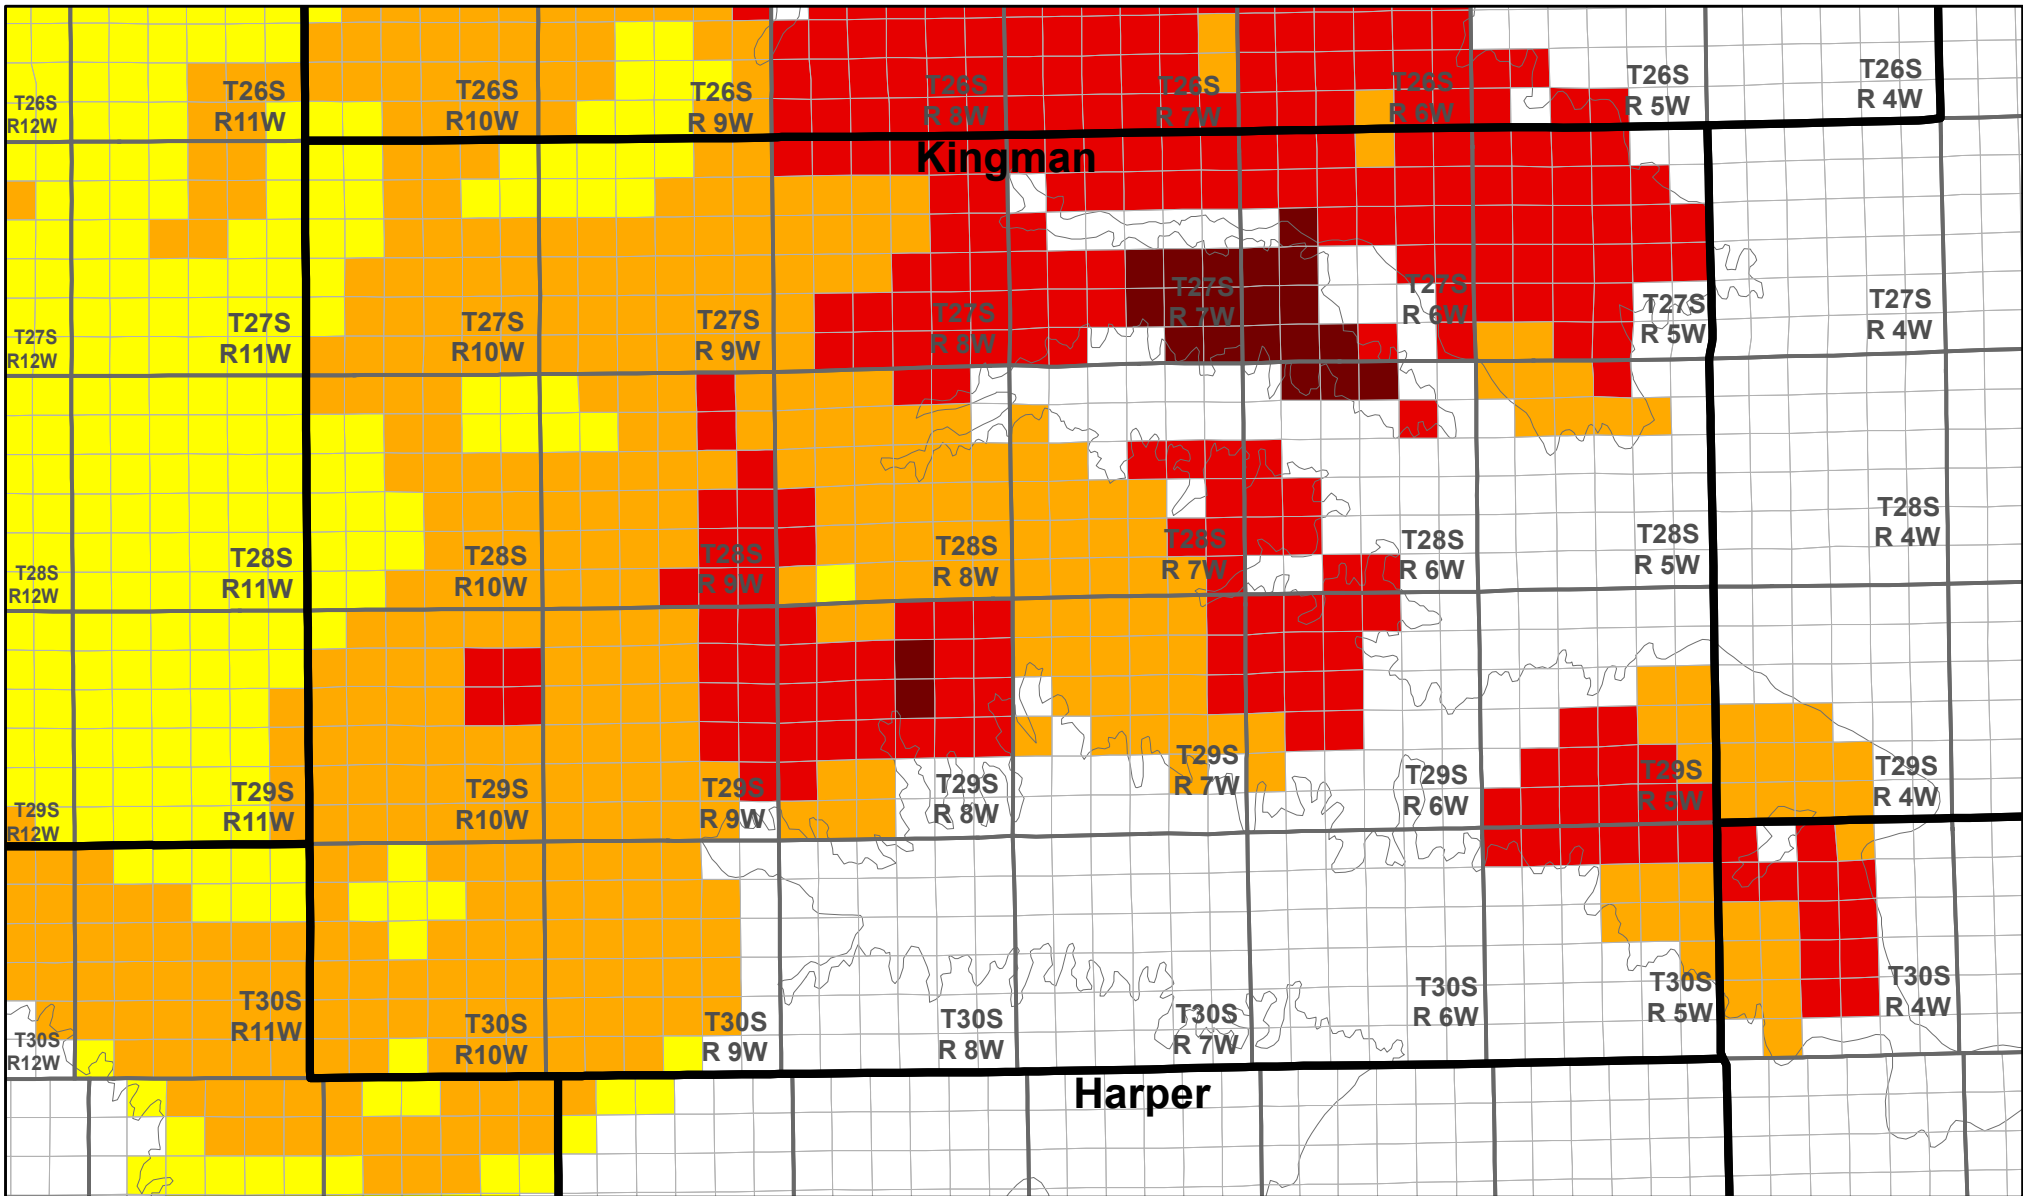 T26S
R12W
T26S
R11W
T26S
R10W
T26S
R 9W
T26S
R 8W
T26S
R 7W
T26S
R 6W
T26S
R 5W
T26S
R 4W
Kingman
T27S
R12W
T27S
R11W
T27S
R10W
T27S
R 9W
T27S
R 8W
T27S
R 7W
T27S
R 6W
T27S
R 5W
T27S
R 4W
T28S
R12W
T28S
R11W
T28S
R10W
T28S
R 9W
T28S
R 8W
T28S
R 7W
T28S
R 6W
T28S
R 5W
T28S
R 4W
T29S
R12W
T29S
R11W
T29S
R10W
T29S
R 9W
T29S
R 8W
T29S
R 7W
T29S
R 6W
T29S
R 5W
T29S
R 4W
T30S
R12W
T30S
R11W
T30S
R10W
T30S
R 9W
T30S
R 8W
T30S
R 7W
T30S
R 6W
T30S
R 5W
T30S
R 4W
Harper